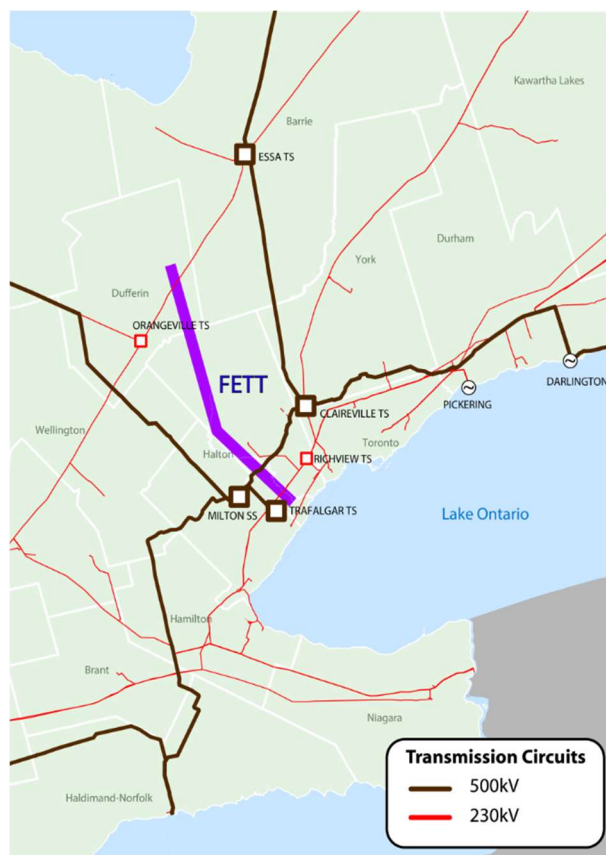 Kawartha Lakes
Barrie
ESSA TS
Durham
York
Dufferin
ORANGEVILLE TS
DARLINGTON
FETT
PICKERING
CLAIREVILLE TS
Wellington
Toronto
Halton
RICHVIEW TS
MILTON SS
TRAFALGAR TS
Lake Ontario
Hamilton
Brant
Niagara
Transmission Circuits
500kV
Haldimand-Norfolk
230kV